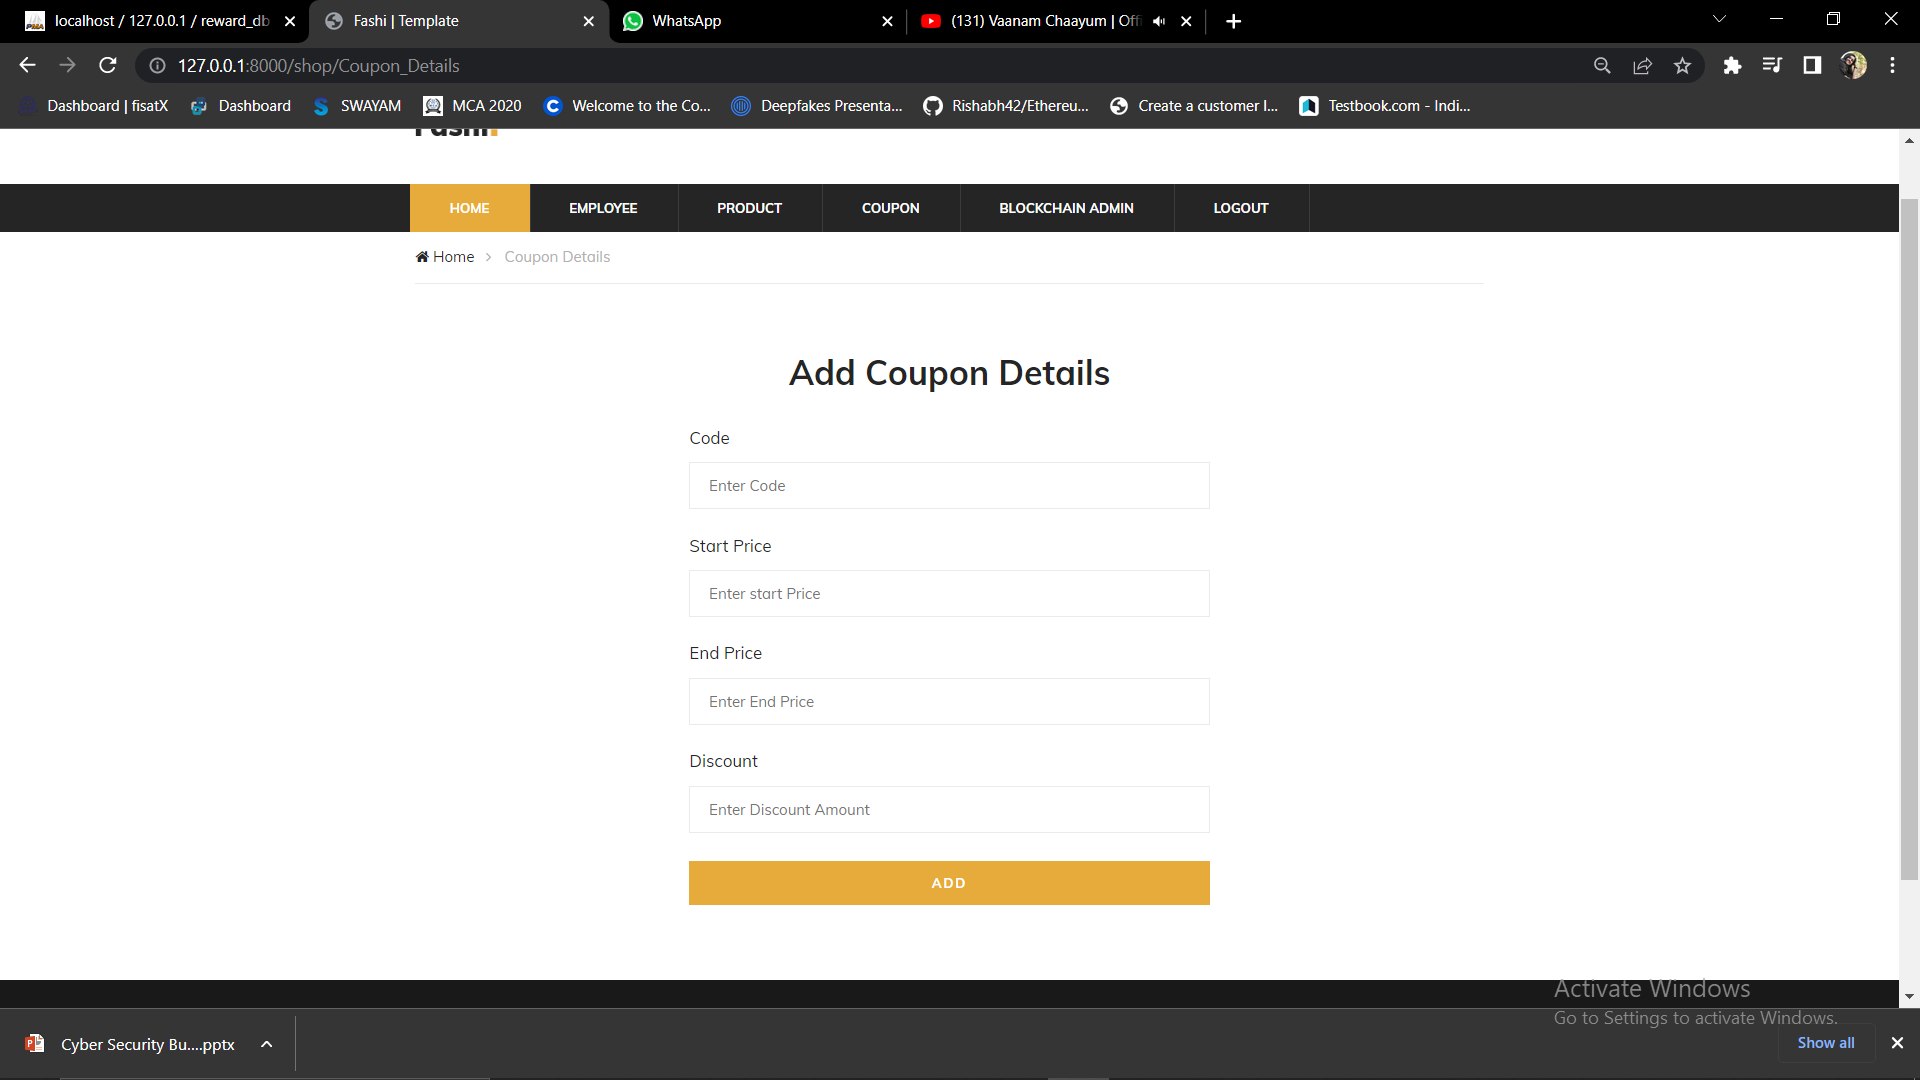 localhost / 127.0.0.1 / reward_db
Fashi | Template
WhatsApp
(131) Vaanam Chaayum | Offi
127.0.0.1:8000/shop/Coupon_Details
Dashboard | fisatX
Dashboard
SWAYAM
MCA 2020
Welcome to the Co...
Deepfakes Presenta...
Rishabh42/Ethereu...
Create a customer l...
Testbook.com - Indi...
Fashi.
HOME
EMPLOYEE
PRODUCT
COUPON
BLOCKCHAIN ADMIN
LOGOUT
Home > Coupon Details
Add Coupon Details
Code
Enter Code
Start Price
Enter start Price
End Price
Enter End Price
Discount
Enter Discount Amount
ADD
Activate Windows
Go to Settings to activate Windows.
Cyber Security Bu....pptx
Show all